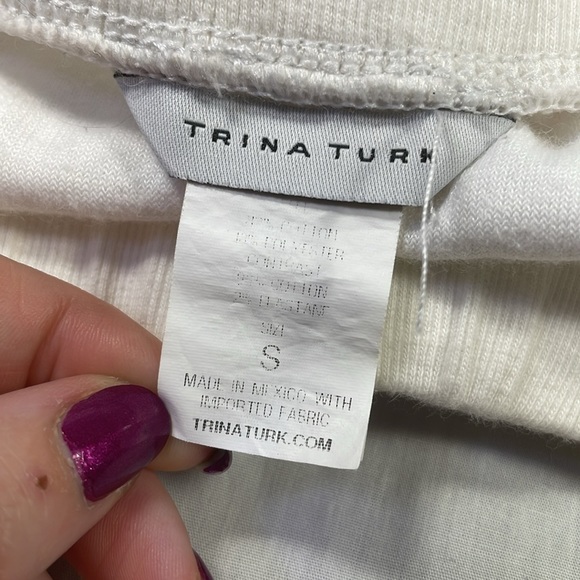 TRINA TURK
COTTON
POLYESTER
CONTRAST
COTTON
ELASTANE
SIZE
S
MADE IN MEXICO WITH
IMPORTED FABRIC
TRINATURK.COM